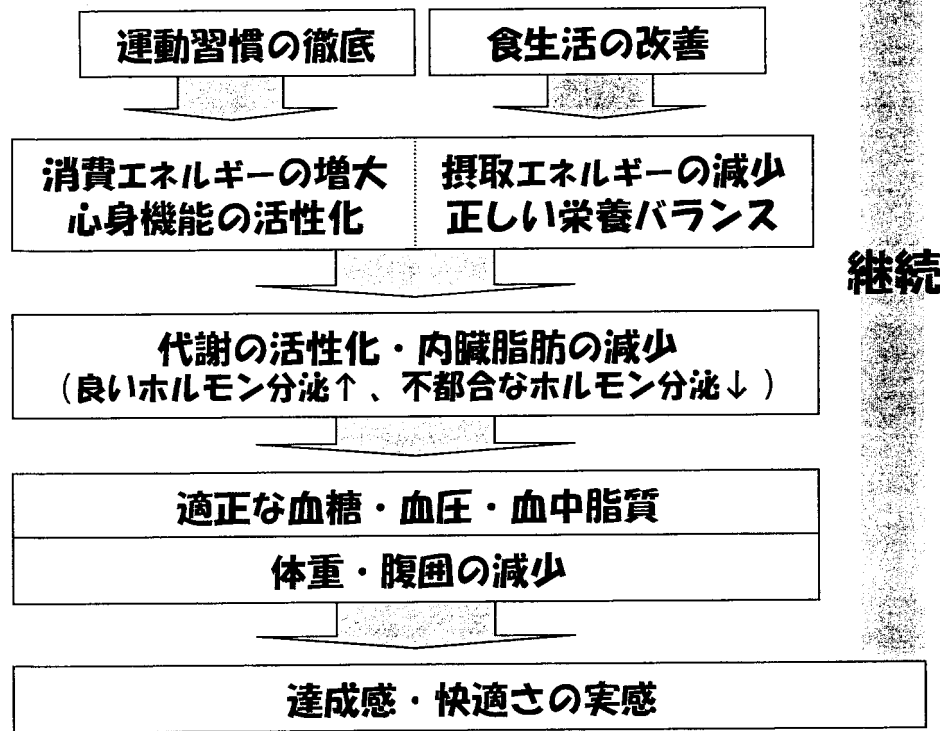 運動習慣の徹底
食生活の改善
消費エネルギーの増大
心身機能の活性化
摂取エネルギーの減少
正しい栄養バランス
継続
代謝の活性化・内臓脂肪の減少
(良いホルモン分泌↑、不都合なホルモン分泌↓)
適正な血糖・血圧・血中脂質
体重・腹囲の減少
達成感・快適さの実感